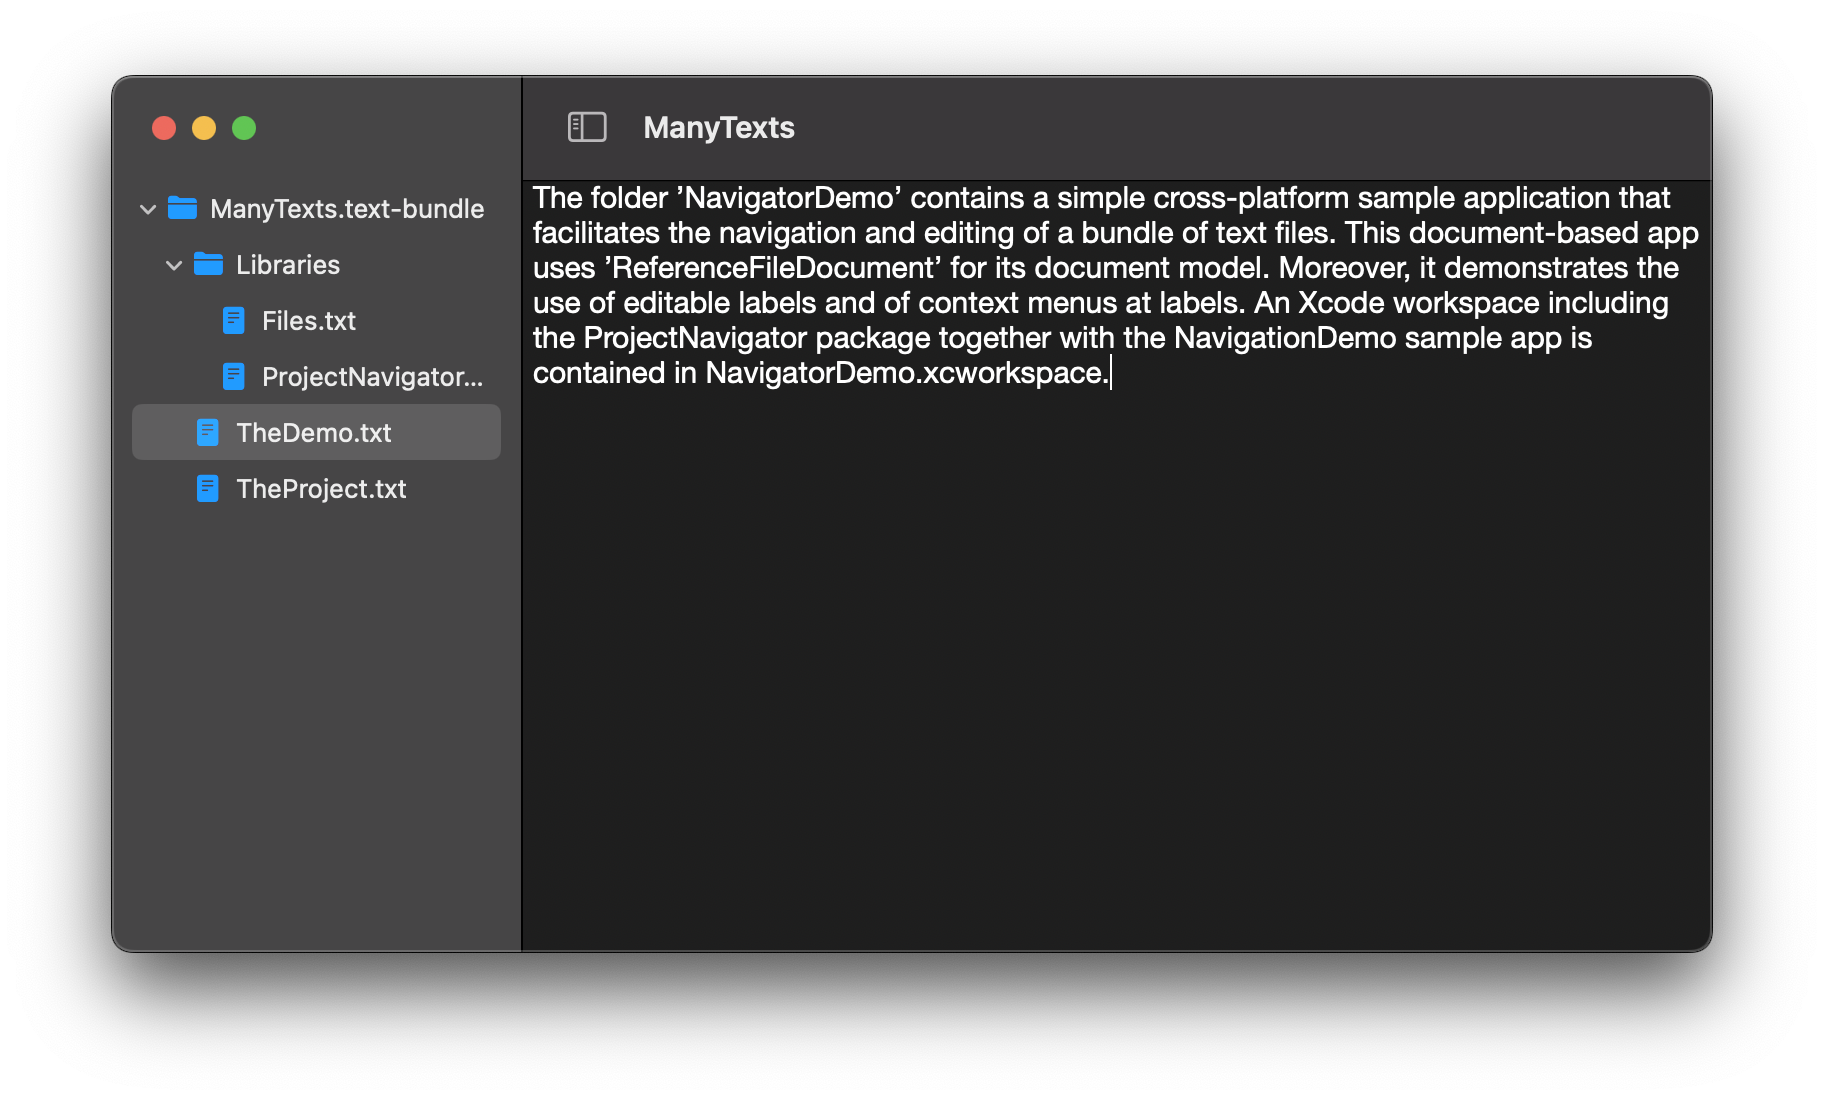 ManyTexts
ManyTexts.text-bundle
Libraries
Files.txt
ProjectNavigator...
TheDemo.txt
TheProject.txt
The folder ’NavigatorDemo’ contains a simple cross-platform sample application that
facilitates the navigation and editing of a bundle of text files. This document-based app
uses ’ReferenceFileDocument’ for its document model. Moreover, it demonstrates the
use of editable labels and of context menus at labels. An Xcode workspace including
the ProjectNavigator package together with the NavigationDemo sample app is
contained in NavigatorDemo.xcworkspace.